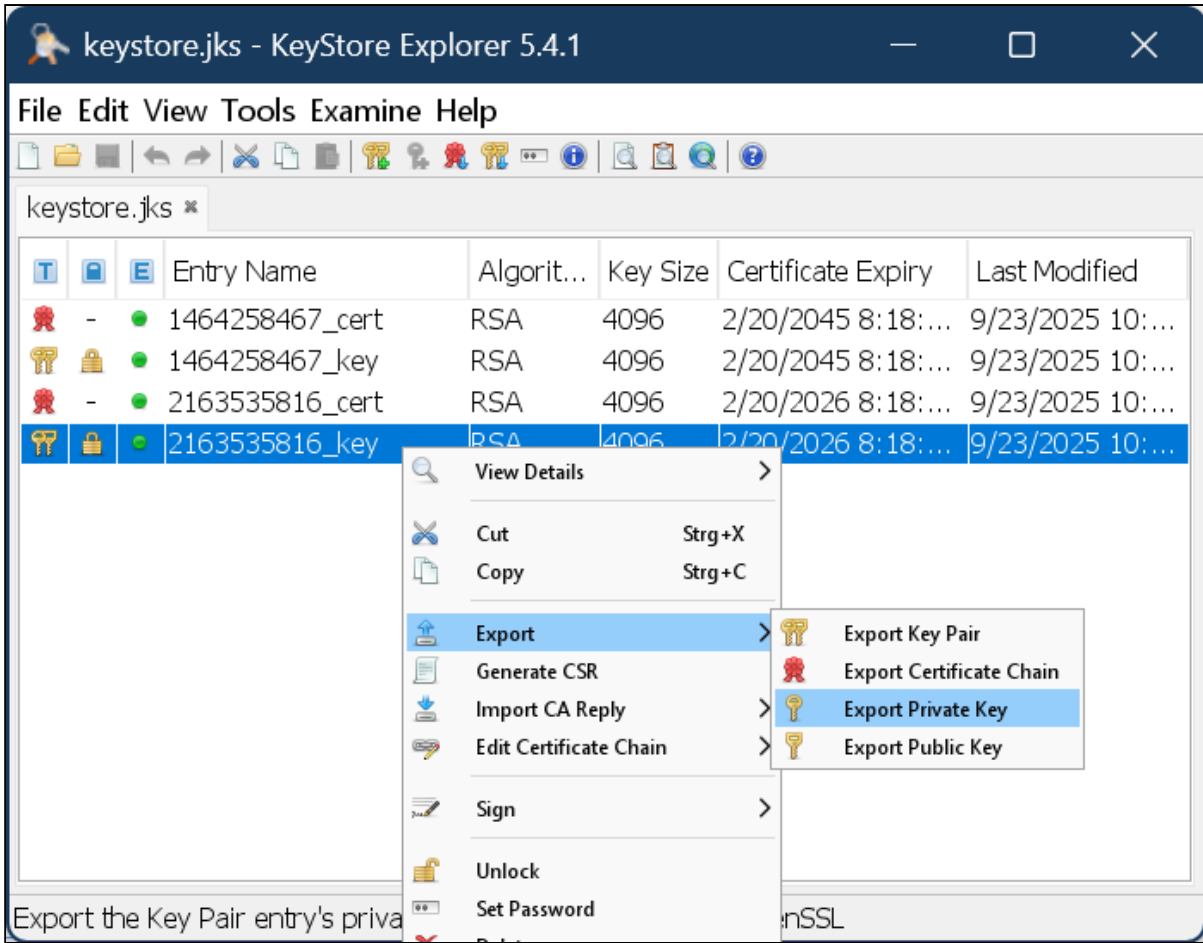 keystore.jks - KeyStore Explorer 5.4.1
File Edit View Tools Examine Help
keystore.jks
T E Entry Name Algorit... Key Size Certificate Expiry Last Modified
1464258467_cert RSA 4096 2/20/2045 8:18:... 9/23/2025 10:...
1464258467_key RSA 4096 2/20/2045 8:18:... 9/23/2025 10:...
2163535816_cert RSA 4096 2/20/2026 8:18:... 9/23/2025 10:...
2163535816_key RSA 4096 2/20/2026 8:18:... 9/23/2025 10:...
View Details
Cut Strg+X
Copy Strg+C
Export
Generate CSR
Import CA Reply
Edit Certificate Chain
Sign
Unlock
Set Password
Export Key Pair
Export Certificate Chain
Export Private Key
Export Public Key
Export the Key Pair entry's priva nSSL